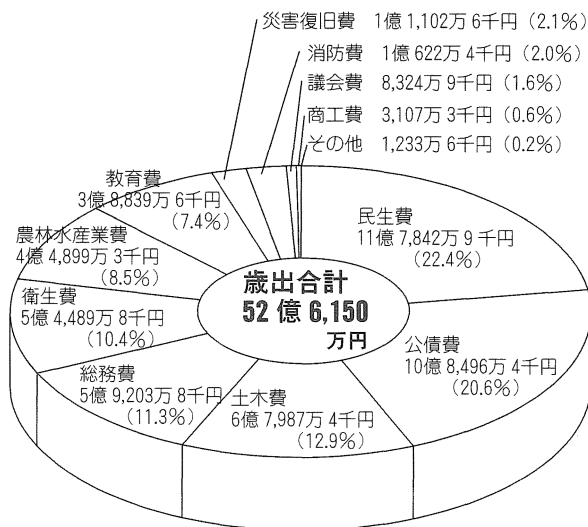 災害復旧費 1億 1,102万 6千円 (2.1%)
消防費 1億 622万 4千円 (2.0%)
議会費 8,324万 9千円 (1.6%)
商工費 3,107万 3千円 (0.6%)
その他 1,233万 6千円 (0.2%)
民生費
11億 7,842万 9千円
(22.4%)
公債費
10億 8,496万 4千円
(20.6%)
土木費
6億 7,987万 4千円
(12.9%)
総務費
5億 9,203万 8千円
(11.3%)
衛生費
5億 4,489万 8千円
(10.4%)
農林水産業費
4億 4,899万 3千円
(8.5%)
教育費
3億 8,839万 6千円
(7.4%)
歳出合計
52億 6,150
万円